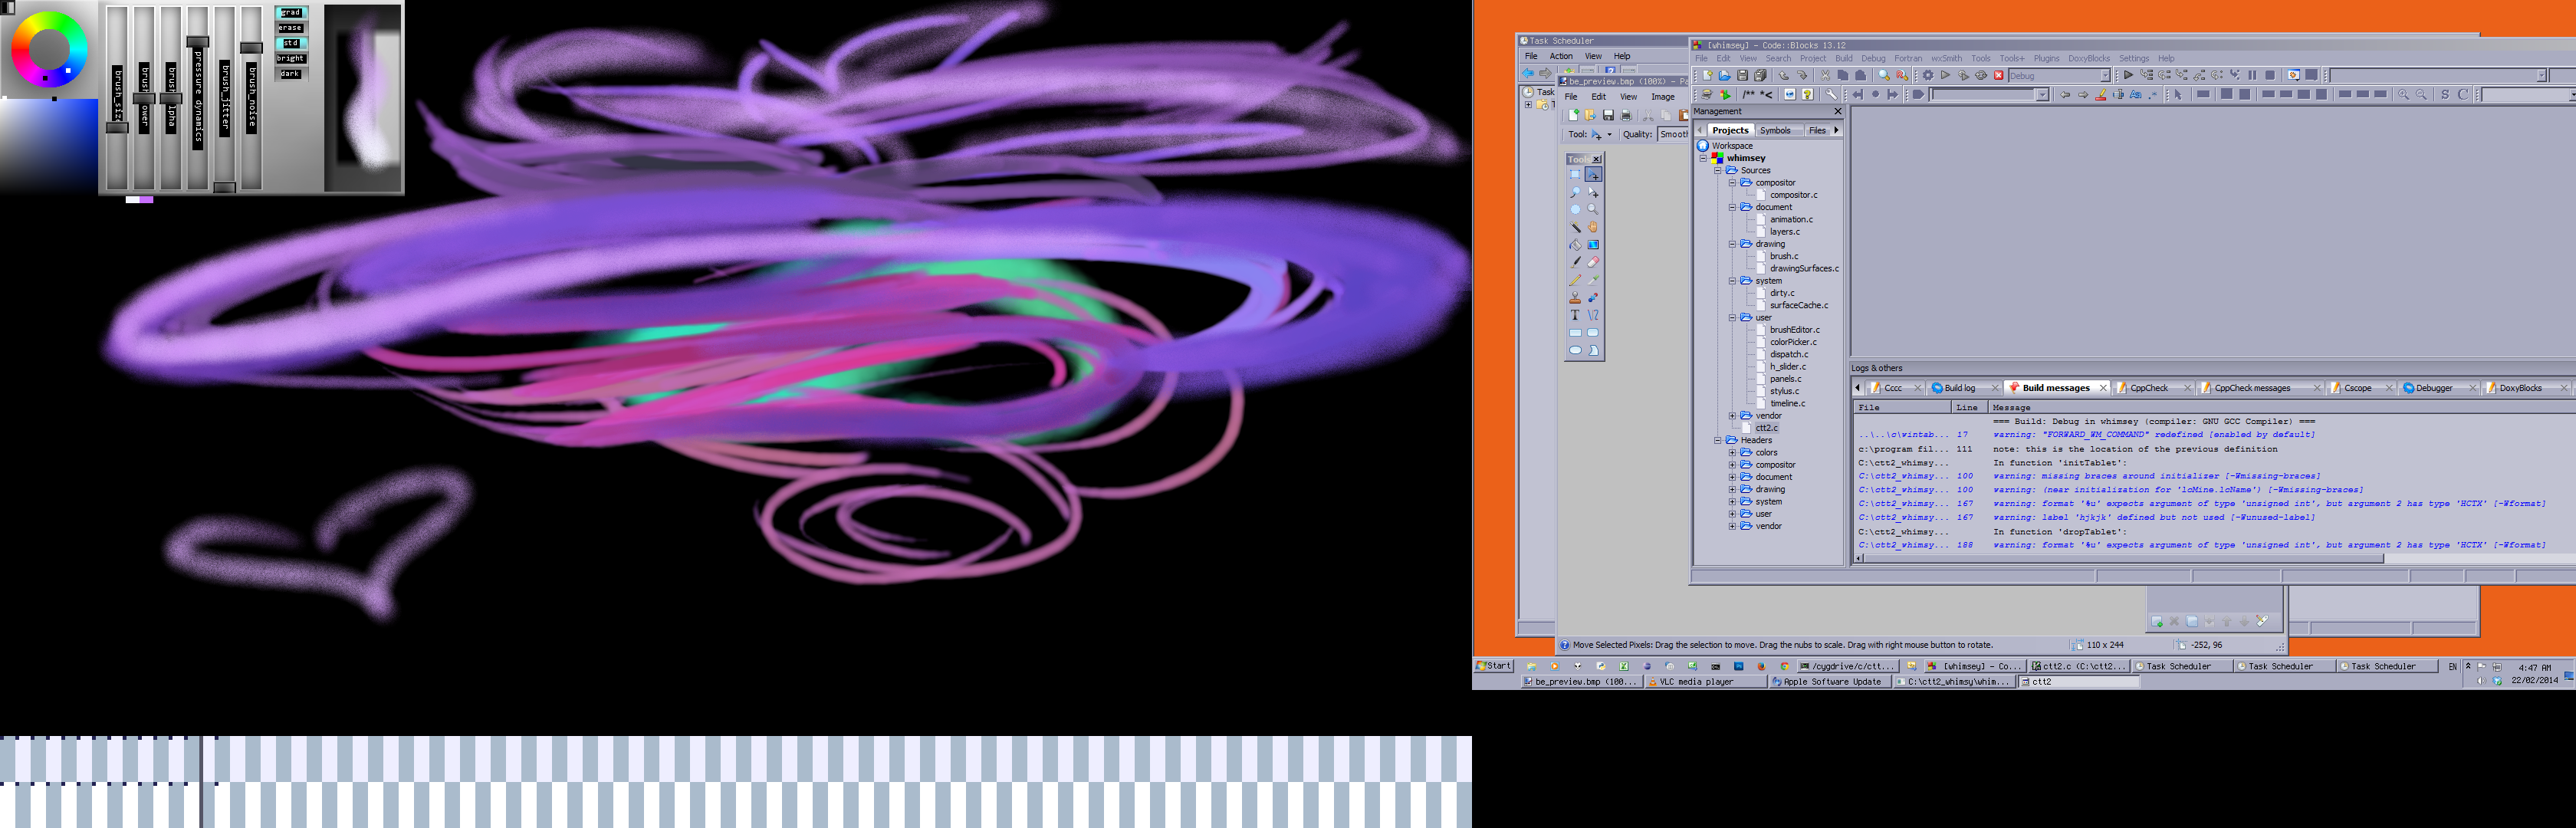 grad
erase
std
bright
dark
pressure dynamics
brush_jitter
brush_noise
Task Scheduler
File Action View Help
Task
be_preview.bmp (100%) - Pa
File Edit View Image
Tool: Quality: Smoot
Tools
[whimsey] - Code::Blocks 13.12
File Edit View Search Project Build Debug Fortran wxSmith Tools Tools+ Plugins DoxyBlocks Settings Help
Debug
/** *<
Management
Projects Symbols Files
Workspace
whimsey
Sources
compositor
compositor.c
document
animation.c
layers.c
drawing
brush.c
drawingSurfaces.c
system
dirty.c
surfaceCache.c
user
brushEditor.c
colorPicker.c
dispatch.c
h_slider.c
panels.c
stylus.c
timeline.c
vendor
ctt2.c
Headers
colors
compositor
document
drawing
system
user
vendor
Logs & others
Cccc Build log Build messages CppCheck CppCheck messages Cscope Debugger DoxyBlocks
File Line Message
=== Build: Debug in whimsey (compiler: GNU GCC Compiler) ===
..\..\c\wintab... 17 warning: "FORWARD_WM_COMMAND" redefined [enabled by default]
c:\program fil... 111 note: this is the location of the previous definition
C:\ctt2_whimsy... In function 'initTablet':
C:\ctt2_whimsy... 100 warning: missing braces around initializer [-Wmissing-braces]
C:\ctt2_whimsy... 100 warning: (near initialization for 'lcMine.lcName') [-Wmissing-braces]
C:\ctt2_whimsy... 167 warning: format '%u' expects argument of type 'unsigned int', but argument 2 has type 'HCTX' [-Wformat]
C:\ctt2_whimsy... 167 warning: label 'hjkjk' defined but not used [-Wunused-label]
C:\ctt2_whimsy... In function 'dropTablet':
C:\ctt2_whimsy... 188 warning: format '%u' expects argument of type 'unsigned int', but argument 2 has type 'HCTX' [-Wformat]
Move Selected Pixels: Drag the selection to move. Drag the nubs to scale. Drag with right mouse button to rotate. 110 x 244 -252, 96
Start /cygdrive/c/ctt... [whimsey] - Co... ctt2.c (C:\ctt2... Task Scheduler Task Scheduler Task Scheduler EN 4:47 AM
be_preview.bmp (100... VLC media player Apple Software Update C:\ctt2_whimsy\whim... ctt2 22/02/2014